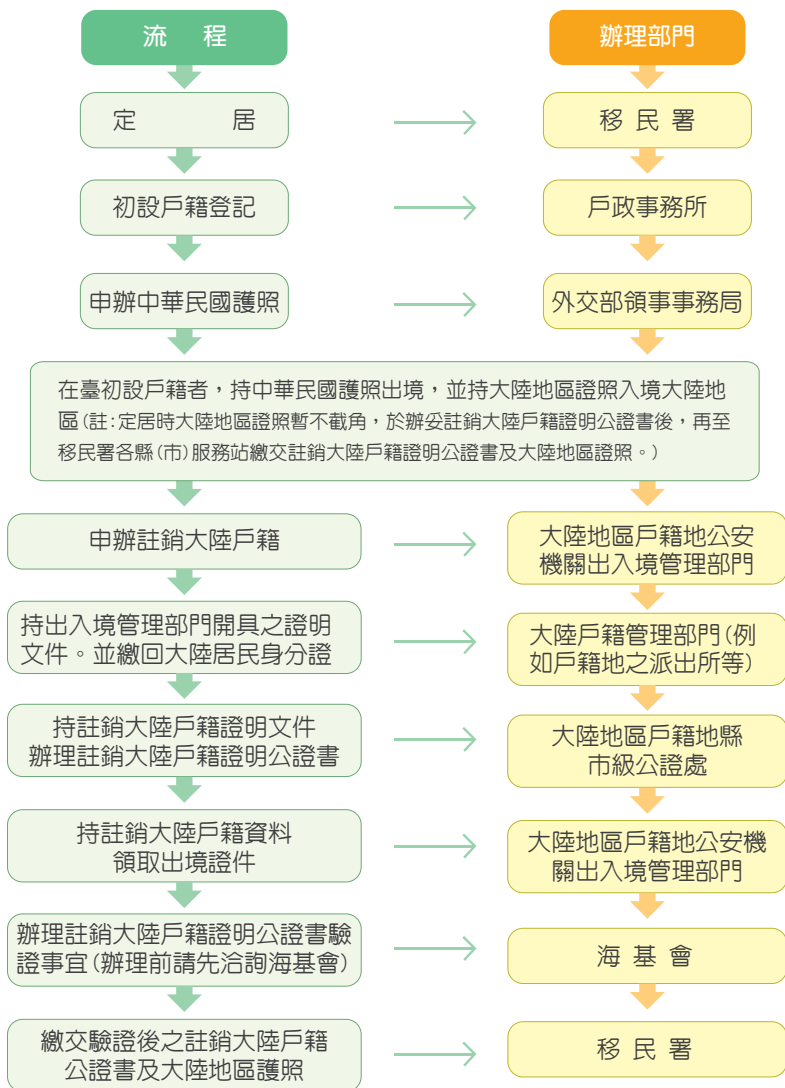 流 程
辦理部門
定 居
移 民 署
初設戶籍登記
戶政事務所
申辦中華民國護照
外交部領事事務局
在臺初設戶籍者，持中華民國護照出境，並持大陸地區證照入境大陸地
區(註：定居時大陸地區證照暫不截角，於辦妥註銷大陸戶籍證明公證書後，再至
移民署各縣(市)服務站繳交註銷大陸戶籍證明公證書及大陸地區證照。)
申辦註銷大陸戶籍
大陸地區戶籍地公安
機關出入境管理部門
持出入境管理部門開具之證明
文件。並繳回大陸居民身分證
大陸戶籍管理部門(例
如戶籍地之派出所等)
持註銷大陸戶籍證明文件
辦理註銷大陸戶籍證明公證書
大陸地區戶籍地縣
市級公證處
持註銷大陸戶籍資料
領取出境證件
大陸地區戶籍地公安機
關出入境管理部門
辦理註銷大陸戶籍證明公證書驗
證事宜(辦理前請先洽詢海基會)
海 基 會
繳交驗證後之註銷大陸戶籍
公證書及大陸地區護照
移 民 署